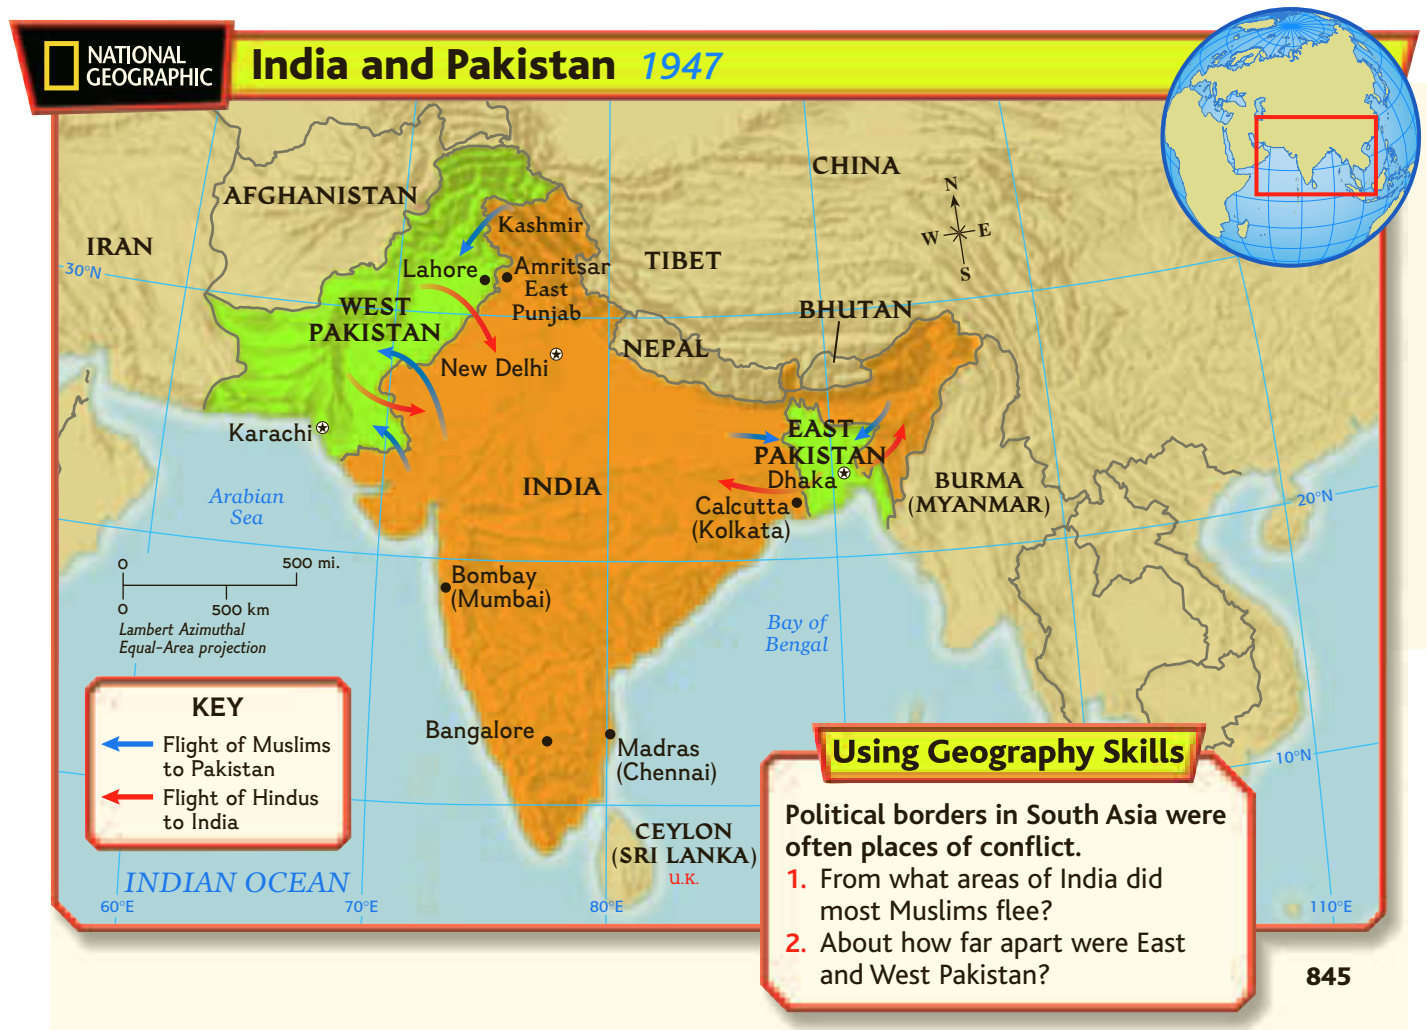 NATIONAL
GEOGRAPHIC
India and Pakistan 1947
CHINA
AFGHANISTAN
N
Kashmir
W
E
IRAN
TIBET
30°N
Lahore
Amritsar
S
East
Punjab
WEST
PAKISTAN
BHUTAN
NEPAL
New Delhi
Karachi
EAST
PAKISTAN
Dhaka
INDIA
BURMA
(MYANMAR)
Arabian
Sea
20°N
Calcutta
(Kolkata)
0
500 mi.
0
500 km
Lambert Azimuthal
Equal-Area projection
Bombay
(Mumbai)
Bay of
Bengal
KEY
Flight of Muslims
to Pakistan
Flight of Hindus
to India
Bangalore
Madras
(Chennai)
10°N
CEYLON
(SRI LANKA)
U.K.
INDIAN OCEAN
60°E
70°E
80°E
110°E
Using Geography Skills
Political borders in South Asia were
often places of conflict.
1. From what areas of India did
most Muslims flee?
2. About how far apart were East
and West Pakistan?
845